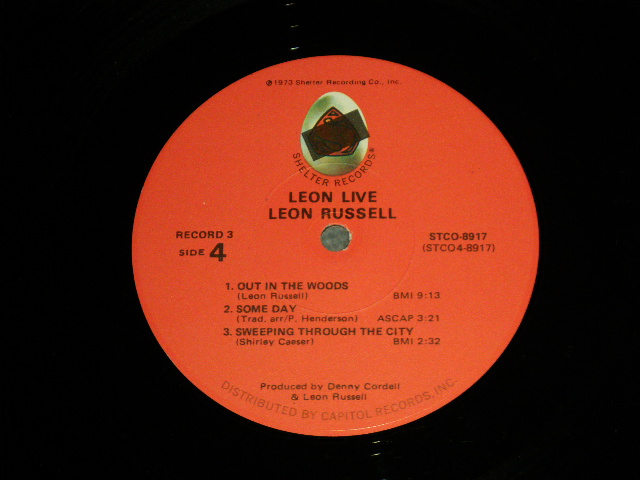 ℗1973 Shelter Recording Co., Inc.
SHELTER RECORDS®
LEON LIVE
LEON RUSSELL
RECORD 3
SIDE 4
STCO-8917
(STCO4-8917)
1. OUT IN THE WOODS
(Leon Russell) BMI 9:13
2. SOME DAY
(Trad. arr/P. Henderson) ASCAP 3:21
3. SWEEPING THROUGH THE CITY
(Shirley Caeser) BMI 2:32
Produced by Denny Cordell
& Leon Russell
DISTRIBUTED BY CAPITOL RECORDS, INC.